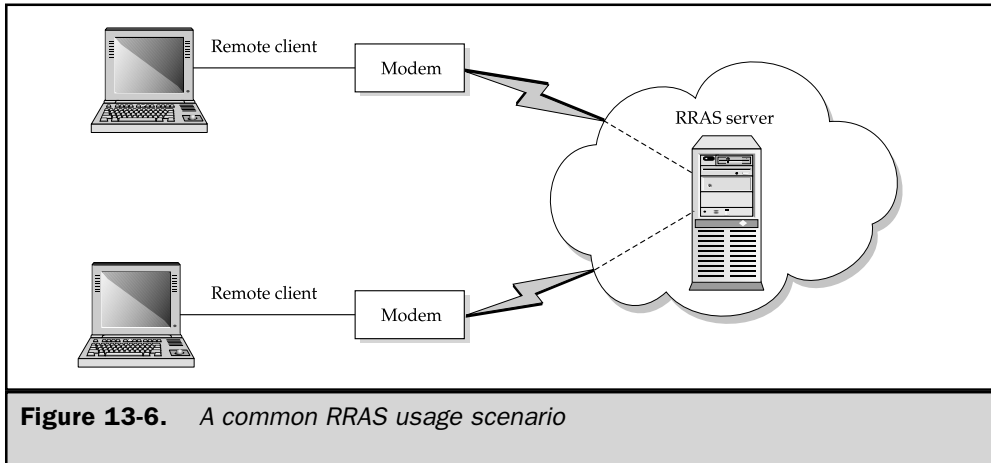 Remote client
Modem
RRAS server
Remote client
Modem
Figure 13-6. A common RRAS usage scenario